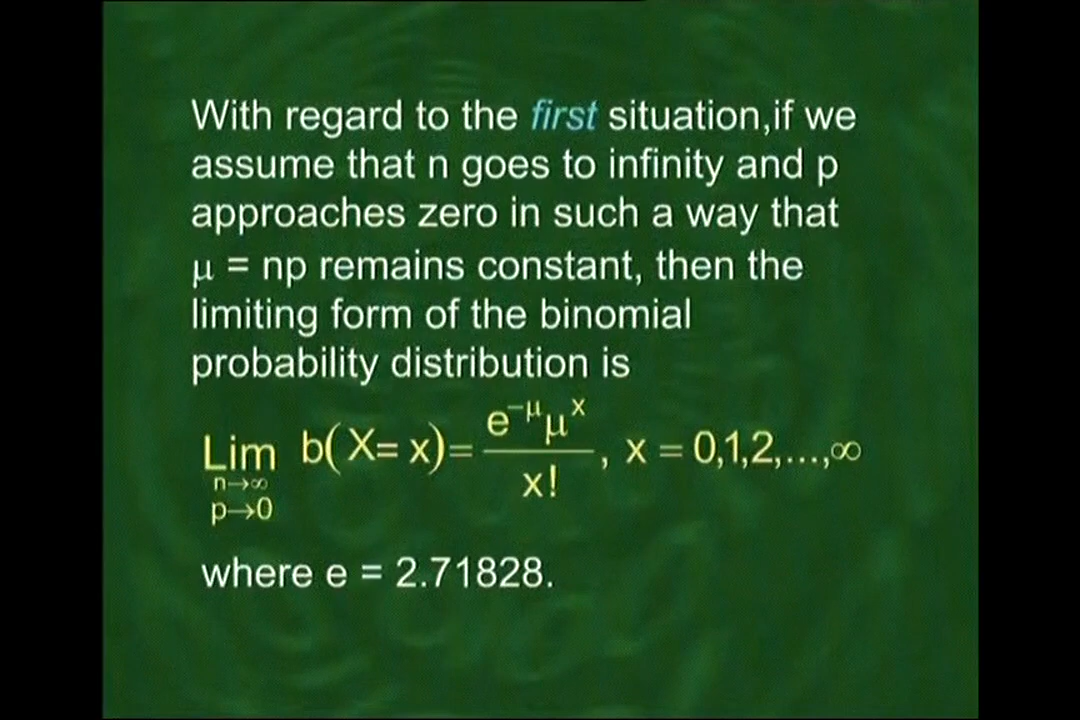 With regard to the first situation,if we
assume that n goes to infinity and p
approaches zero in such a way that
μ = np remains constant, then the
limiting form of the binomial
probability distribution is
Lim n→∞ p→0 b(X= x)= e^−μ μ^x / x! , x = 0,1,2,...,∞
where e = 2.71828.